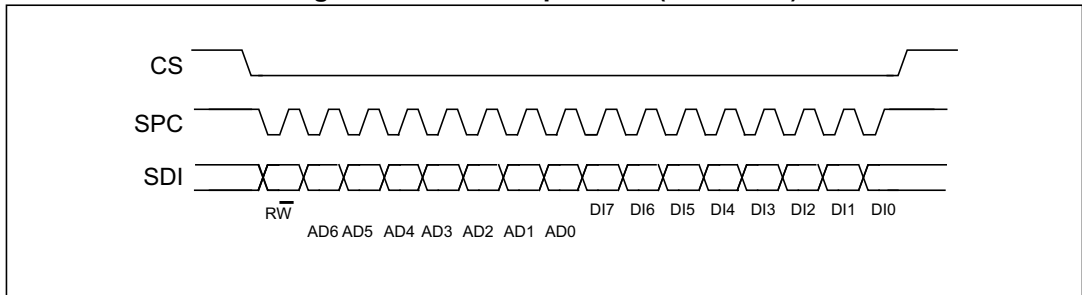 CS
SPC
SDI
RW̅
DI7 DI6 DI5 DI4 DI3 DI2 DI1 DI0
AD6 AD5 AD4 AD3 AD2 AD1 AD0